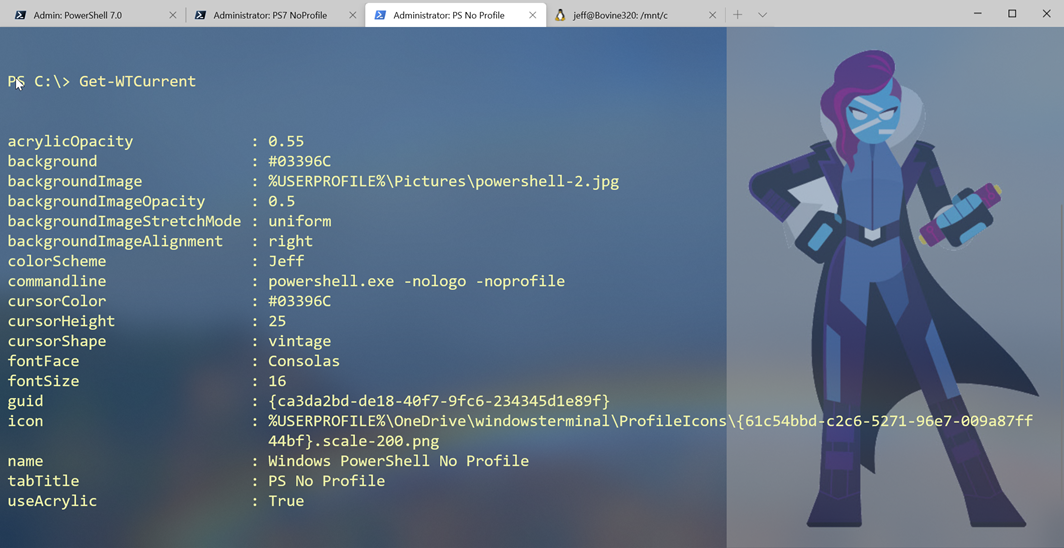 Admin: PowerShell 7.0
Administrator: PS7 NoProfile
Administrator: PS No Profile
jeff@Bovine320: /mnt/c
PS C:\> Get-WTCurrent
acrylicOpacity : 0.55
background : #03396C
backgroundImage : %USERPROFILE%\Pictures\powershell-2.jpg
backgroundImageOpacity : 0.5
backgroundImageStretchMode : uniform
backgroundImageAlignment : right
colorScheme : Jeff
commandline : powershell.exe -nologo -noprofile
cursorColor : #03396C
cursorHeight : 25
cursorShape : vintage
fontFace : Consolas
fontSize : 16
guid : {ca3da2bd-de18-40f7-9fc6-234345d1e89f}
icon : %USERPROFILE%\OneDrive\windowsterminal\ProfileIcons\{61c54bbd-c2c6-5271-96e7-009a87ff
44bf}.scale-200.png
name : Windows PowerShell No Profile
tabTitle : PS No Profile
useAcrylic : True